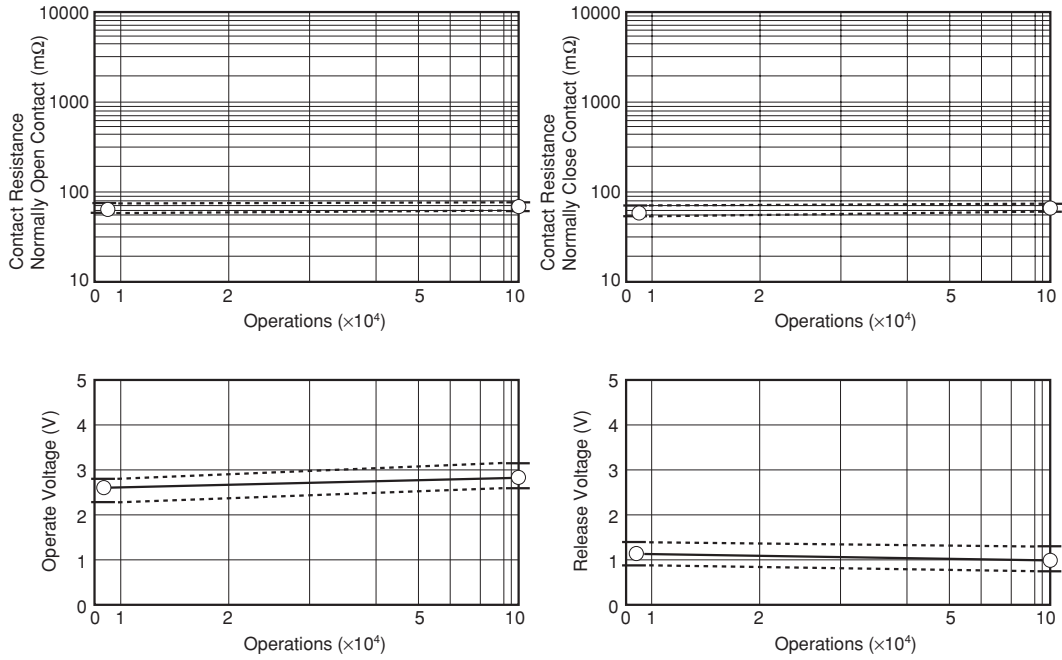 Contact Resistance
Normally Open Contact (mΩ)
10000
1000
100
10
0 1 2 5 10
Operations (×10⁴)
Contact Resistance
Normally Close Contact (mΩ)
10000
1000
100
10
0 1 2 5 10
Operations (×10⁴)
Operate Voltage (V)
5
4
3
2
1
0
0 1 2 5 10
Operations (×10⁴)
Release Voltage (V)
5
4
3
2
1
0
0 1 2 5 10
Operations (×10⁴)